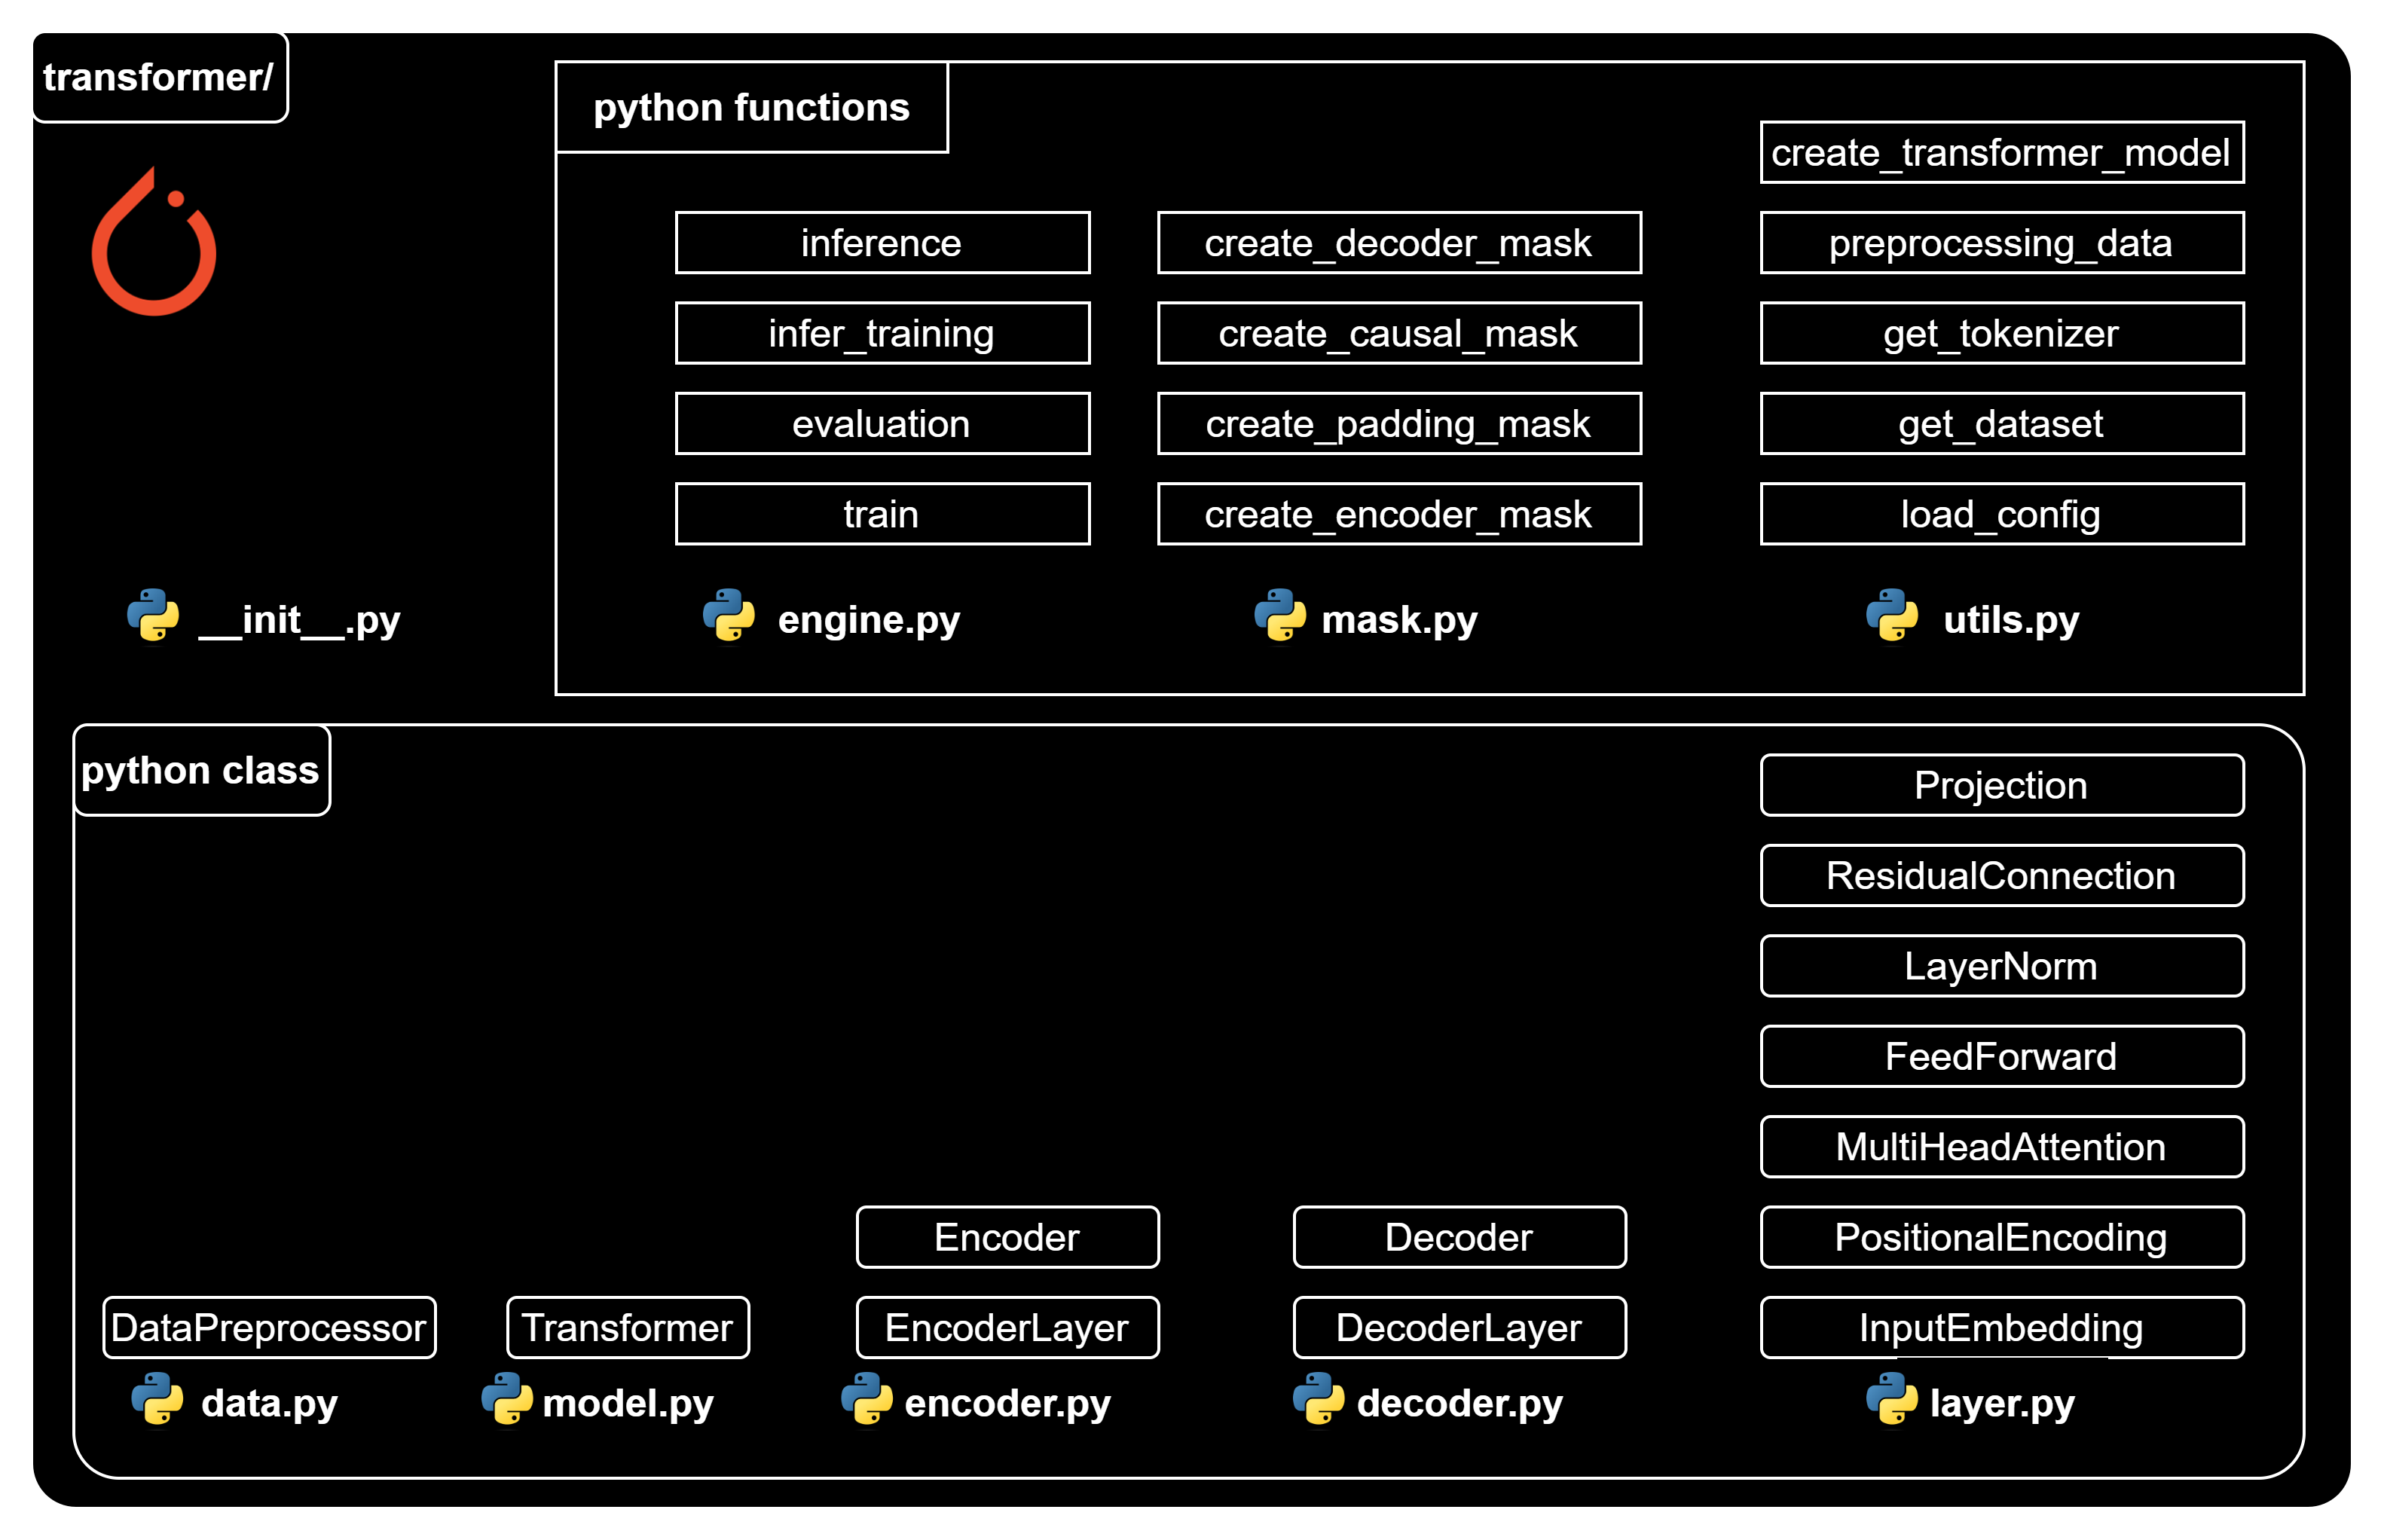 transformer/
python functions
inference
infer_training
evaluation
train
create_decoder_mask
create_causal_mask
create_padding_mask
create_encoder_mask
create_transformer_model
preprocessing_data
get_tokenizer
get_dataset
load_config
__init__.py
engine.py
mask.py
utils.py
python class
DataPreprocessor
data.py
Transformer
model.py
Encoder
EncoderLayer
encoder.py
Decoder
DecoderLayer
decoder.py
Projection
ResidualConnection
LayerNorm
FeedForward
MultiHeadAttention
PositionalEncoding
InputEmbedding
layer.py